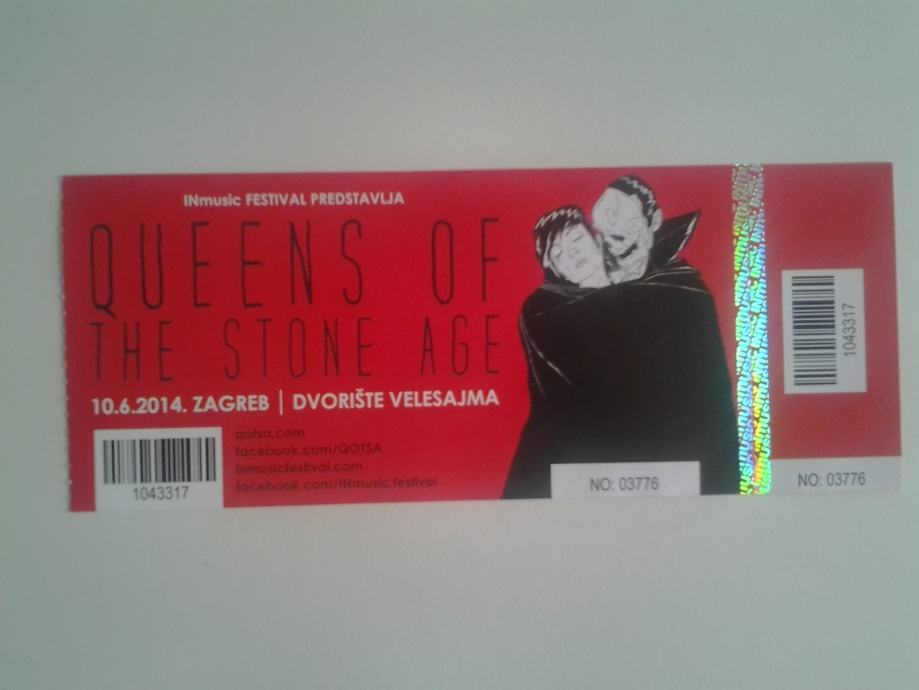 INmusic FESTIVAL PREDSTAVLJA
QUEENS OF
THE STONE AGE
10.6.2014. ZAGREB | DVORIŠTE VELESAJMA
qotsa.com
facebook.com/QOTSA
inmusicfestival.com
facebook.com/INmusic.festival
1043317
NO: 03776
1043317
NO: 03776